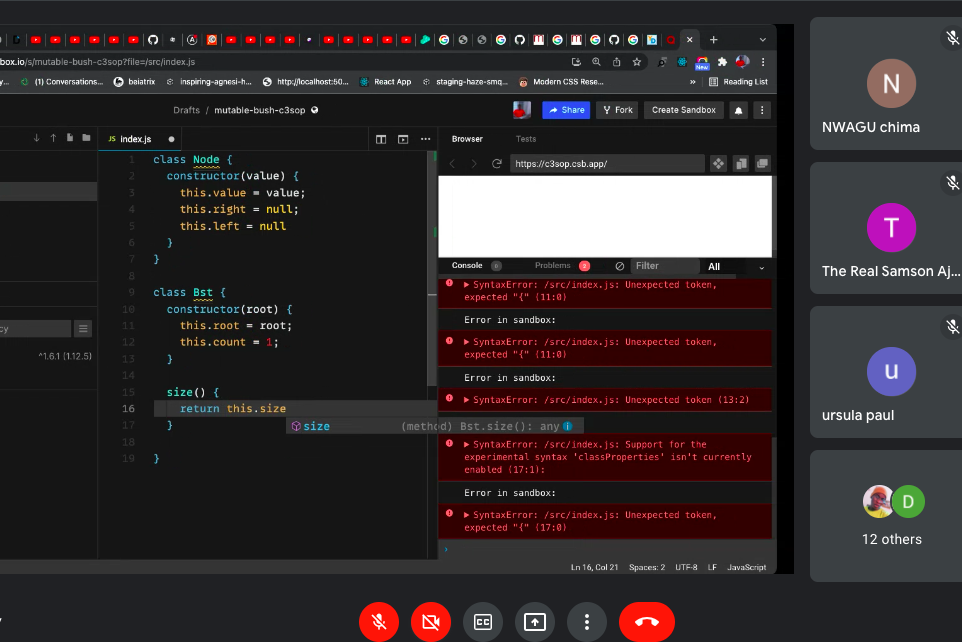 box.io/s/mutable-bush-c3sop?file=/src/index.js
New
y...
(1) Conversations...
beiatrix
inspiring-agnesi-h...
http://localhost:50...
React App
staging-haze-smq...
Modern CSS Rese...
»
Reading List
Drafts / mutable-bush-c3sop
Share
Fork
Create Sandbox
JS index.js
Browser
Tests
https://c3sop.csb.app/
1 class Node {
2 constructor(value) {
3 this.value = value;
4 this.right = null;
5 this.left = null
6 }
7 }
8
9 class Bst {
10 constructor(root) {
11 this.root = root;
12 this.count = 1;
13 }
14
15 size() {
16 return this.size
17 }
18
19 }
size (method) Bst.size(): any
cy
^1.6.1 (1.12.5)
Console
Problems
Filter
All
SyntaxError: /src/index.js: Unexpected token,
expected "{" (11:0)
Error in sandbox:
SyntaxError: /src/index.js: Unexpected token,
expected "{" (11:0)
Error in sandbox:
SyntaxError: /src/index.js: Unexpected token (13:2)
SyntaxError: /src/index.js: Support for the
experimental syntax 'classProperties' isn't currently
enabled (17:1):
Error in sandbox:
SyntaxError: /src/index.js: Unexpected token,
expected "{" (17:0)
Ln 16, Col 21
Spaces: 2
UTF-8
LF
JavaScript
N
NWAGU chima
T
The Real Samson Aj...
u
ursula paul
D
12 others
CC